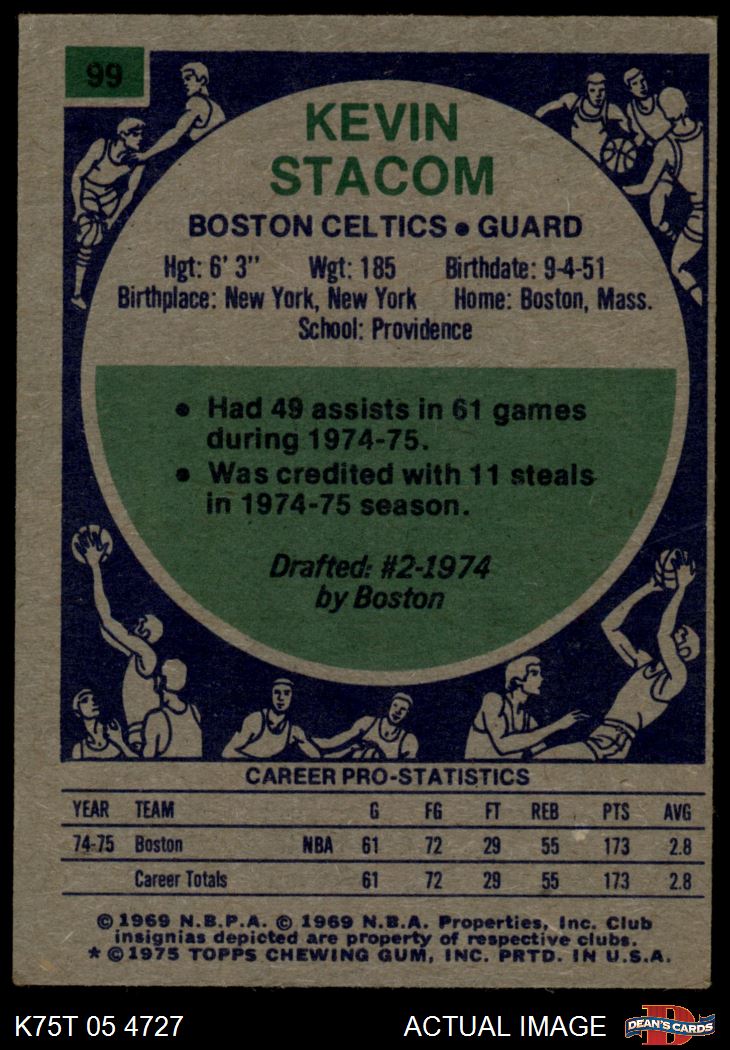 99
KEVIN
STACOM
BOSTON CELTICS • GUARD
Hgt: 6' 3" Wgt: 185 Birthdate: 9-4-51
Birthplace: New York, New York Home: Boston, Mass.
School: Providence
• Had 49 assists in 61 games
during 1974-75.
• Was credited with 11 steals
in 1974-75 season.
Drafted: #2-1974
by Boston
CAREER PRO-STATISTICS
YEAR TEAM G FG FT REB PTS AVG
74-75 Boston NBA 61 72 29 55 173 2.8
Career Totals 61 72 29 55 173 2.8
© 1969 N.B.P.A. © 1969 N.B.A. Properties, Inc. Club
insignias depicted are property of respective clubs.
* © 1975 TOPPS CHEWING GUM, INC. PRTD. IN U.S.A.
K75T 05 4727 ACTUAL IMAGE D DEAN'S CARDS